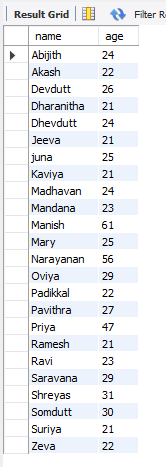 Result Grid Filter R
name age
Abijith 24
Akash 22
Devdutt 26
Dharanitha 21
Dhevdutt 24
Jeeva 21
juna 25
Kaviya 21
Madhavan 24
Mandana 23
Manish 61
Mary 25
Narayanan 56
Oviya 29
Padikkal 22
Pavithra 27
Priya 47
Ramesh 21
Ravi 23
Saravana 29
Shreyas 31
Somdutt 30
Suriya 21
Zeva 22